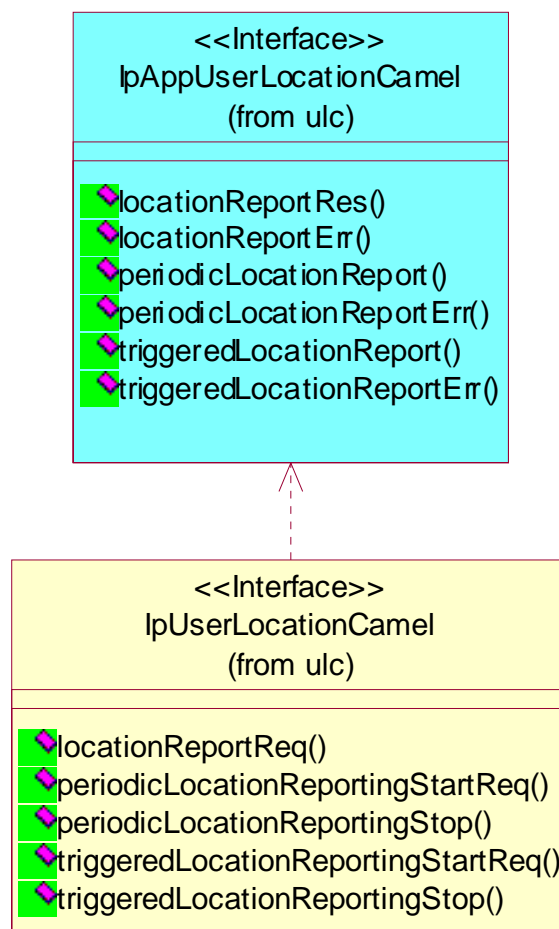 <<Interface>>
IpAppUserLocationCamel
(from ulc)
locationReportRes()
locationReportErr()
periodicLocationReport()
periodicLocationReportErr()
triggeredLocationReport()
triggeredLocationReportErr()
<<Interface>>
IpUserLocationCamel
(from ulc)
locationReportReq()
periodicLocationReportingStartReq()
periodicLocationReportingStop()
triggeredLocationReportingStartReq()
triggeredLocationReportingStop()